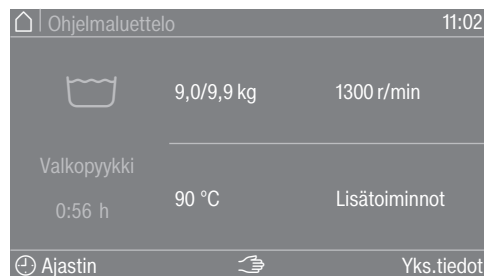 Ohjelmaluettelo 11:02
9,0/9,9 kg 1300 r/min
Valkopyykki
0:56 h
90 °C Lisätoiminnot
Ajastin Yks.tiedot